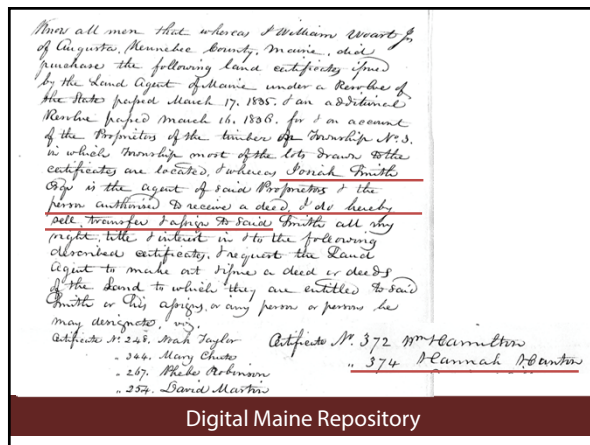 Know all men that whereas I William Woart Jr
of Augusta, Kennebec County, Maine, did
purchase the following land certificates issued
by the Land Agent of Maine under a Resolve of
the State passed March 17. 1835. & an additional
Resolve passed March 16. 1836. for & on account
of the Proprietors of the timber on Township No. 3.
in which Township most of the lots drawn to the
certificates are located, & whereas Josiah Smith
Esqr is the agent of said Proprietors & the
person authorised to receive a deed, I do hereby
sell, transfer & assign to said Smith all my
right, title & interest in & to the following
described certificates, & request the Land
Agent to make out & issue a deed or deeds
of the Land to which they are entitled to said
Smith or his assigns, or any person or persons he
may designate, viz.
Certificate No. 248. Noah Taylor
" 344. Mary Chute
" 267. Phebe Robinson
" 254. David Martin
Certificate No. 372 Wm Hamilton
" 374 Hannah Hunton
Digital Maine Repository